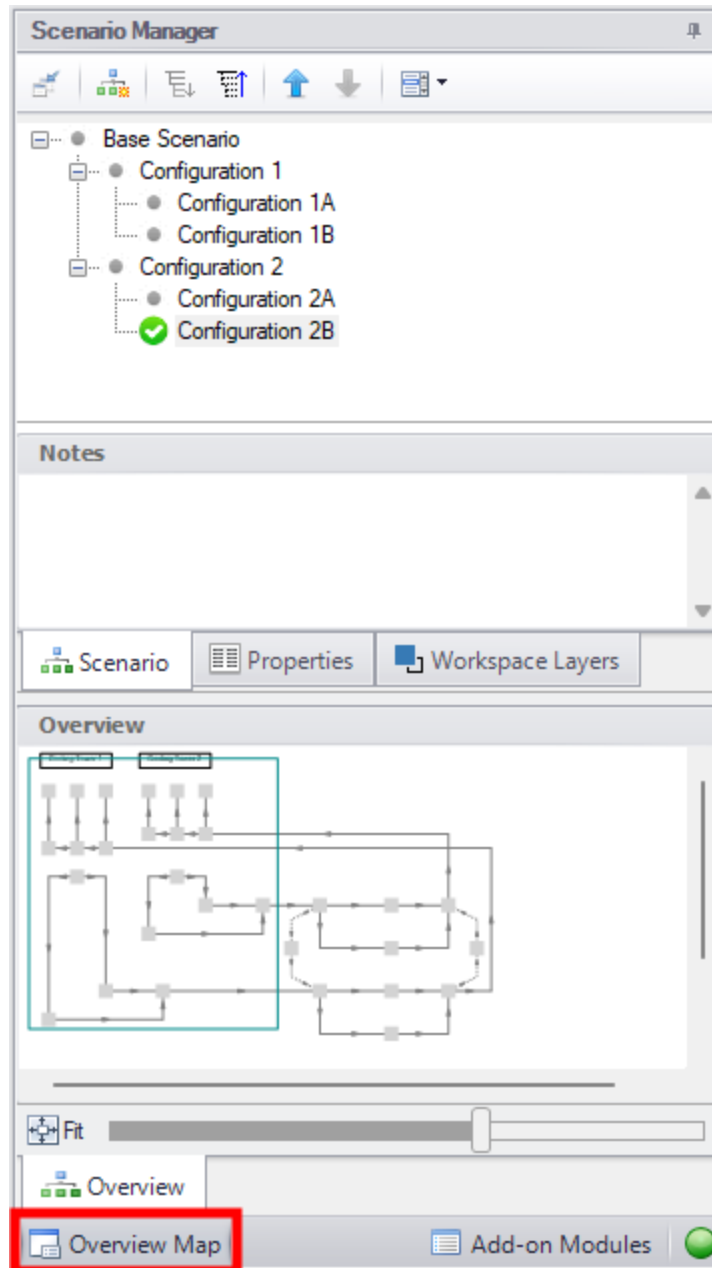 Scenario Manager
Base Scenario
Configuration 1
Configuration 1A
Configuration 1B
Configuration 2
Configuration 2A
Configuration 2B
Notes
Scenario Properties Workspace Layers
Overview
Fit
Overview
Overview Map Add-on Modules